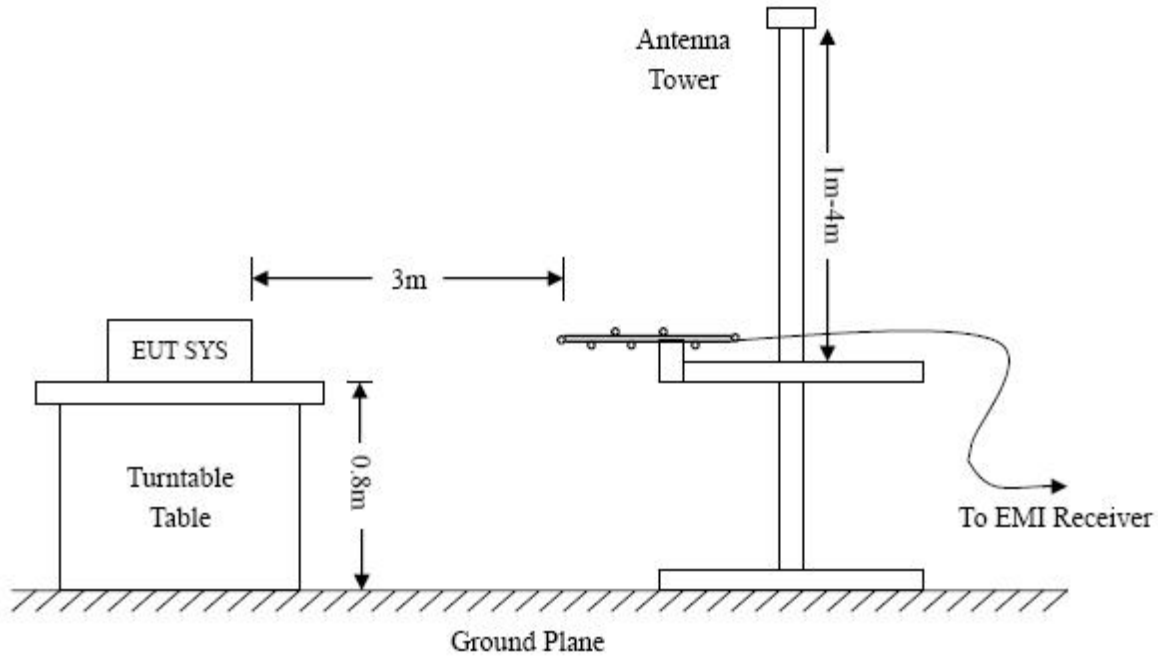 Antenna
Tower
1m-4m
3m
EUT SYS
0.8m
Turntable
Table
To EMI Receiver
Ground Plane